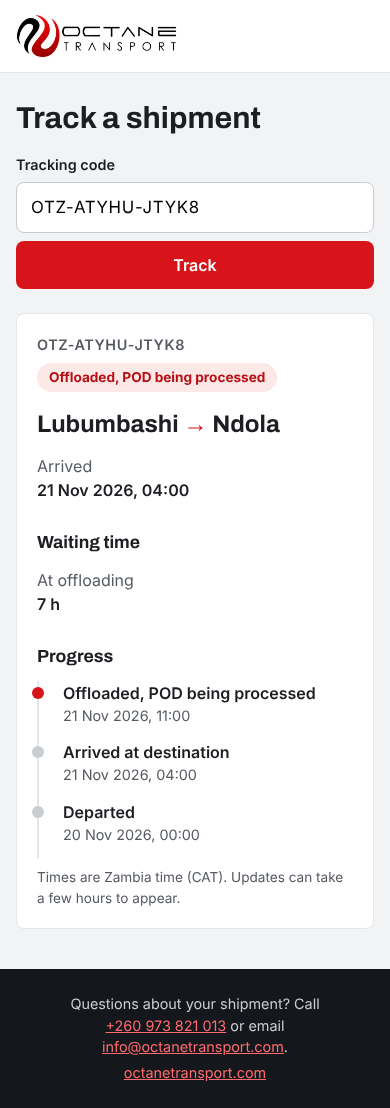 OCTANE
TRANSPORT
Track a shipment
Tracking code
OTZ-ATYHU-JTYK8
Track
OTZ-ATYHU-JTYK8
Offloaded, POD being processed
Lubumbashi → Ndola
Arrived
21 Nov 2026, 04:00
Waiting time
At offloading
7 h
Progress
Offloaded, POD being processed
21 Nov 2026, 11:00
Arrived at destination
21 Nov 2026, 04:00
Departed
20 Nov 2026, 00:00
Times are Zambia time (CAT). Updates can take
a few hours to appear.
Questions about your shipment? Call
+260 973 821 013 or email
info@octanetransport.com.
octanetransport.com